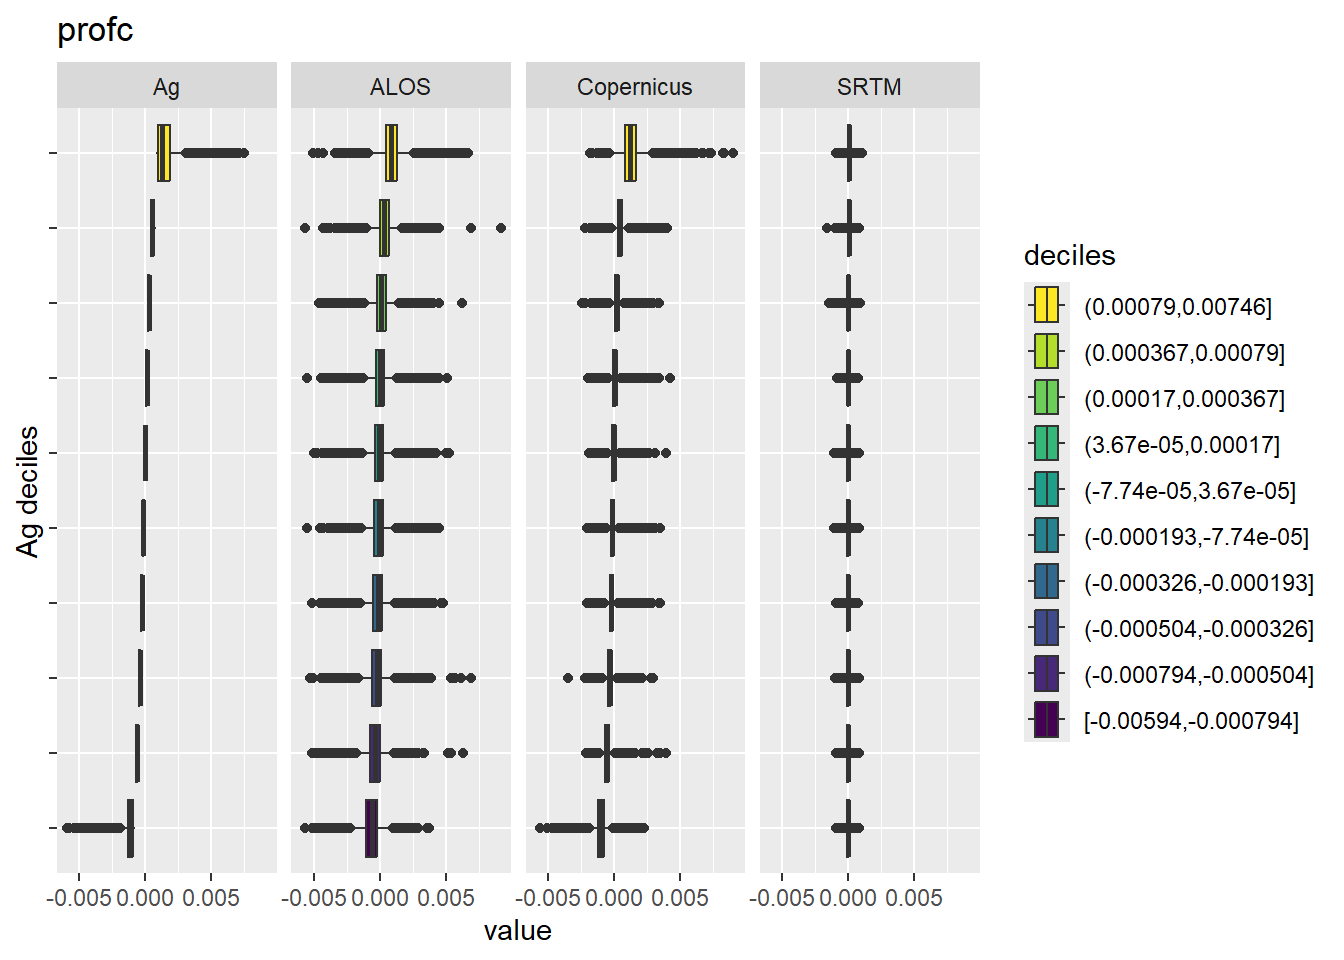 profc
Ag
ALOS
Copernicus
SRTM
Ag deciles
-0.005 0.000 0.005
-0.005 0.000 0.005
-0.005 0.000 0.005
-0.005 0.000 0.005
value
deciles
(0.00079,0.00746]
(0.000367,0.00079]
(0.00017,0.000367]
(3.67e-05,0.00017]
(-7.74e-05,3.67e-05]
(-0.000193,-7.74e-05]
(-0.000326,-0.000193]
(-0.000504,-0.000326]
(-0.000794,-0.000504]
[-0.00594,-0.000794]